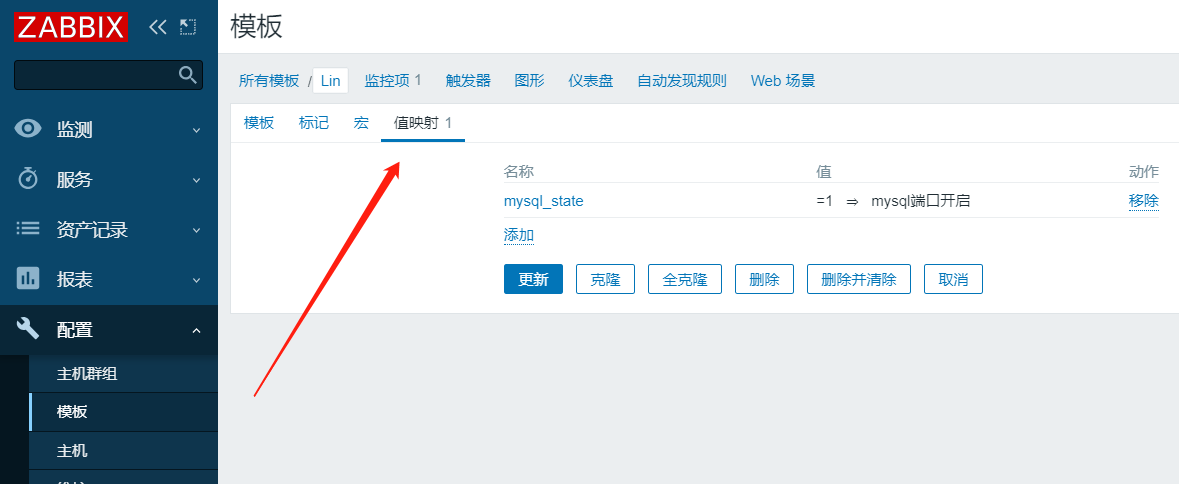 ZABBIX
监测
服务
资产记录
报表
配置
主机群组
模板
主机
模板
所有模板 / Lin 监控项 1 触发器 图形 仪表盘 自动发现规则 Web 场景
模板 标记 宏 值映射 1
名称 值 动作
mysql_state =1 ⇒ mysql端口开启 移除
添加
更新 克隆 全克隆 删除 删除并清除 取消